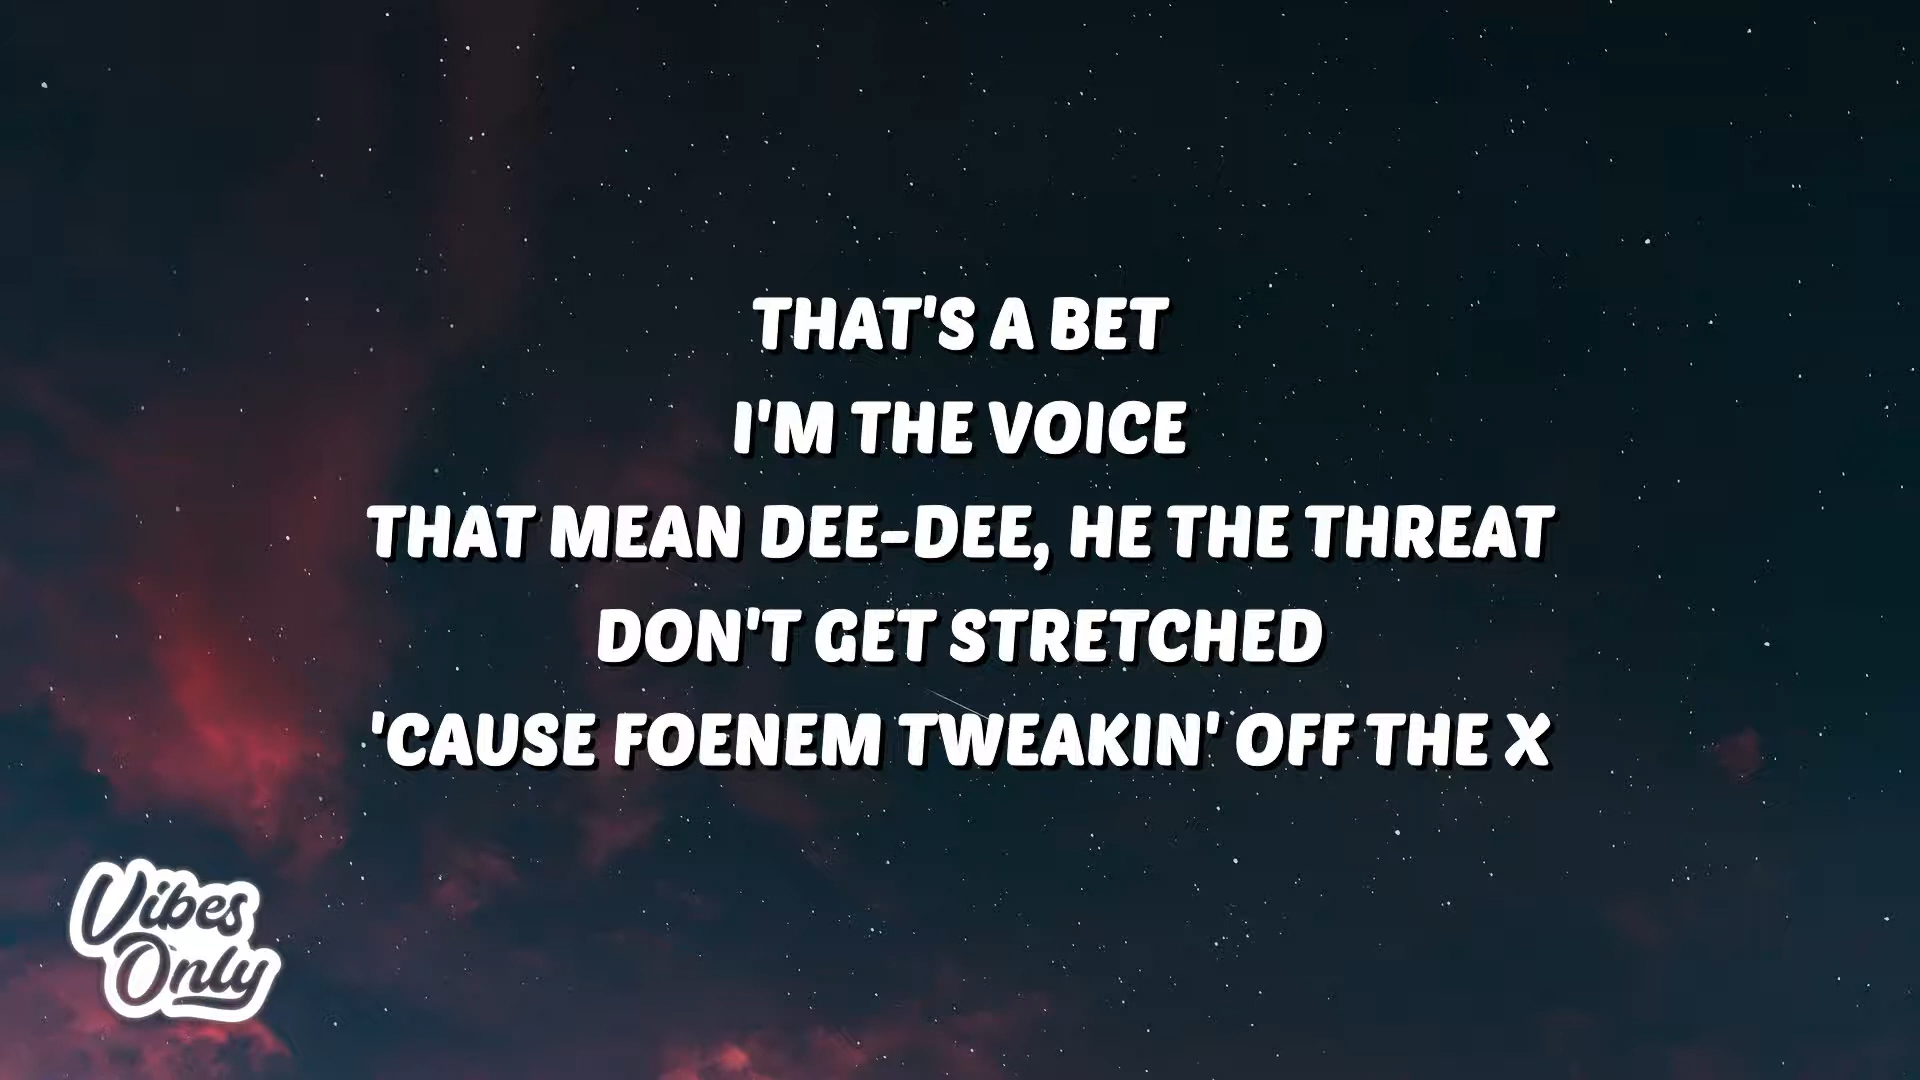 THAT'S A BET
I'M THE VOICE
THAT MEAN DEE-DEE, HE THE THREAT
DON'T GET STRETCHED
'CAUSE FOENEM TWEAKIN' OFF THE X
Vibes
Only